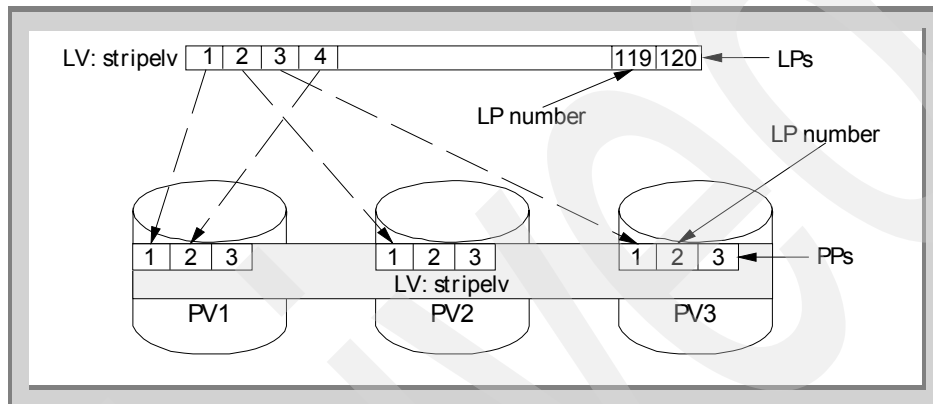 LV: stripelv 1 2 3 4 119 120 LPs
LP number
LP number
1 2 3 1 2 3 1 2 3 PPs
LV: stripelv
PV1 PV2 PV3